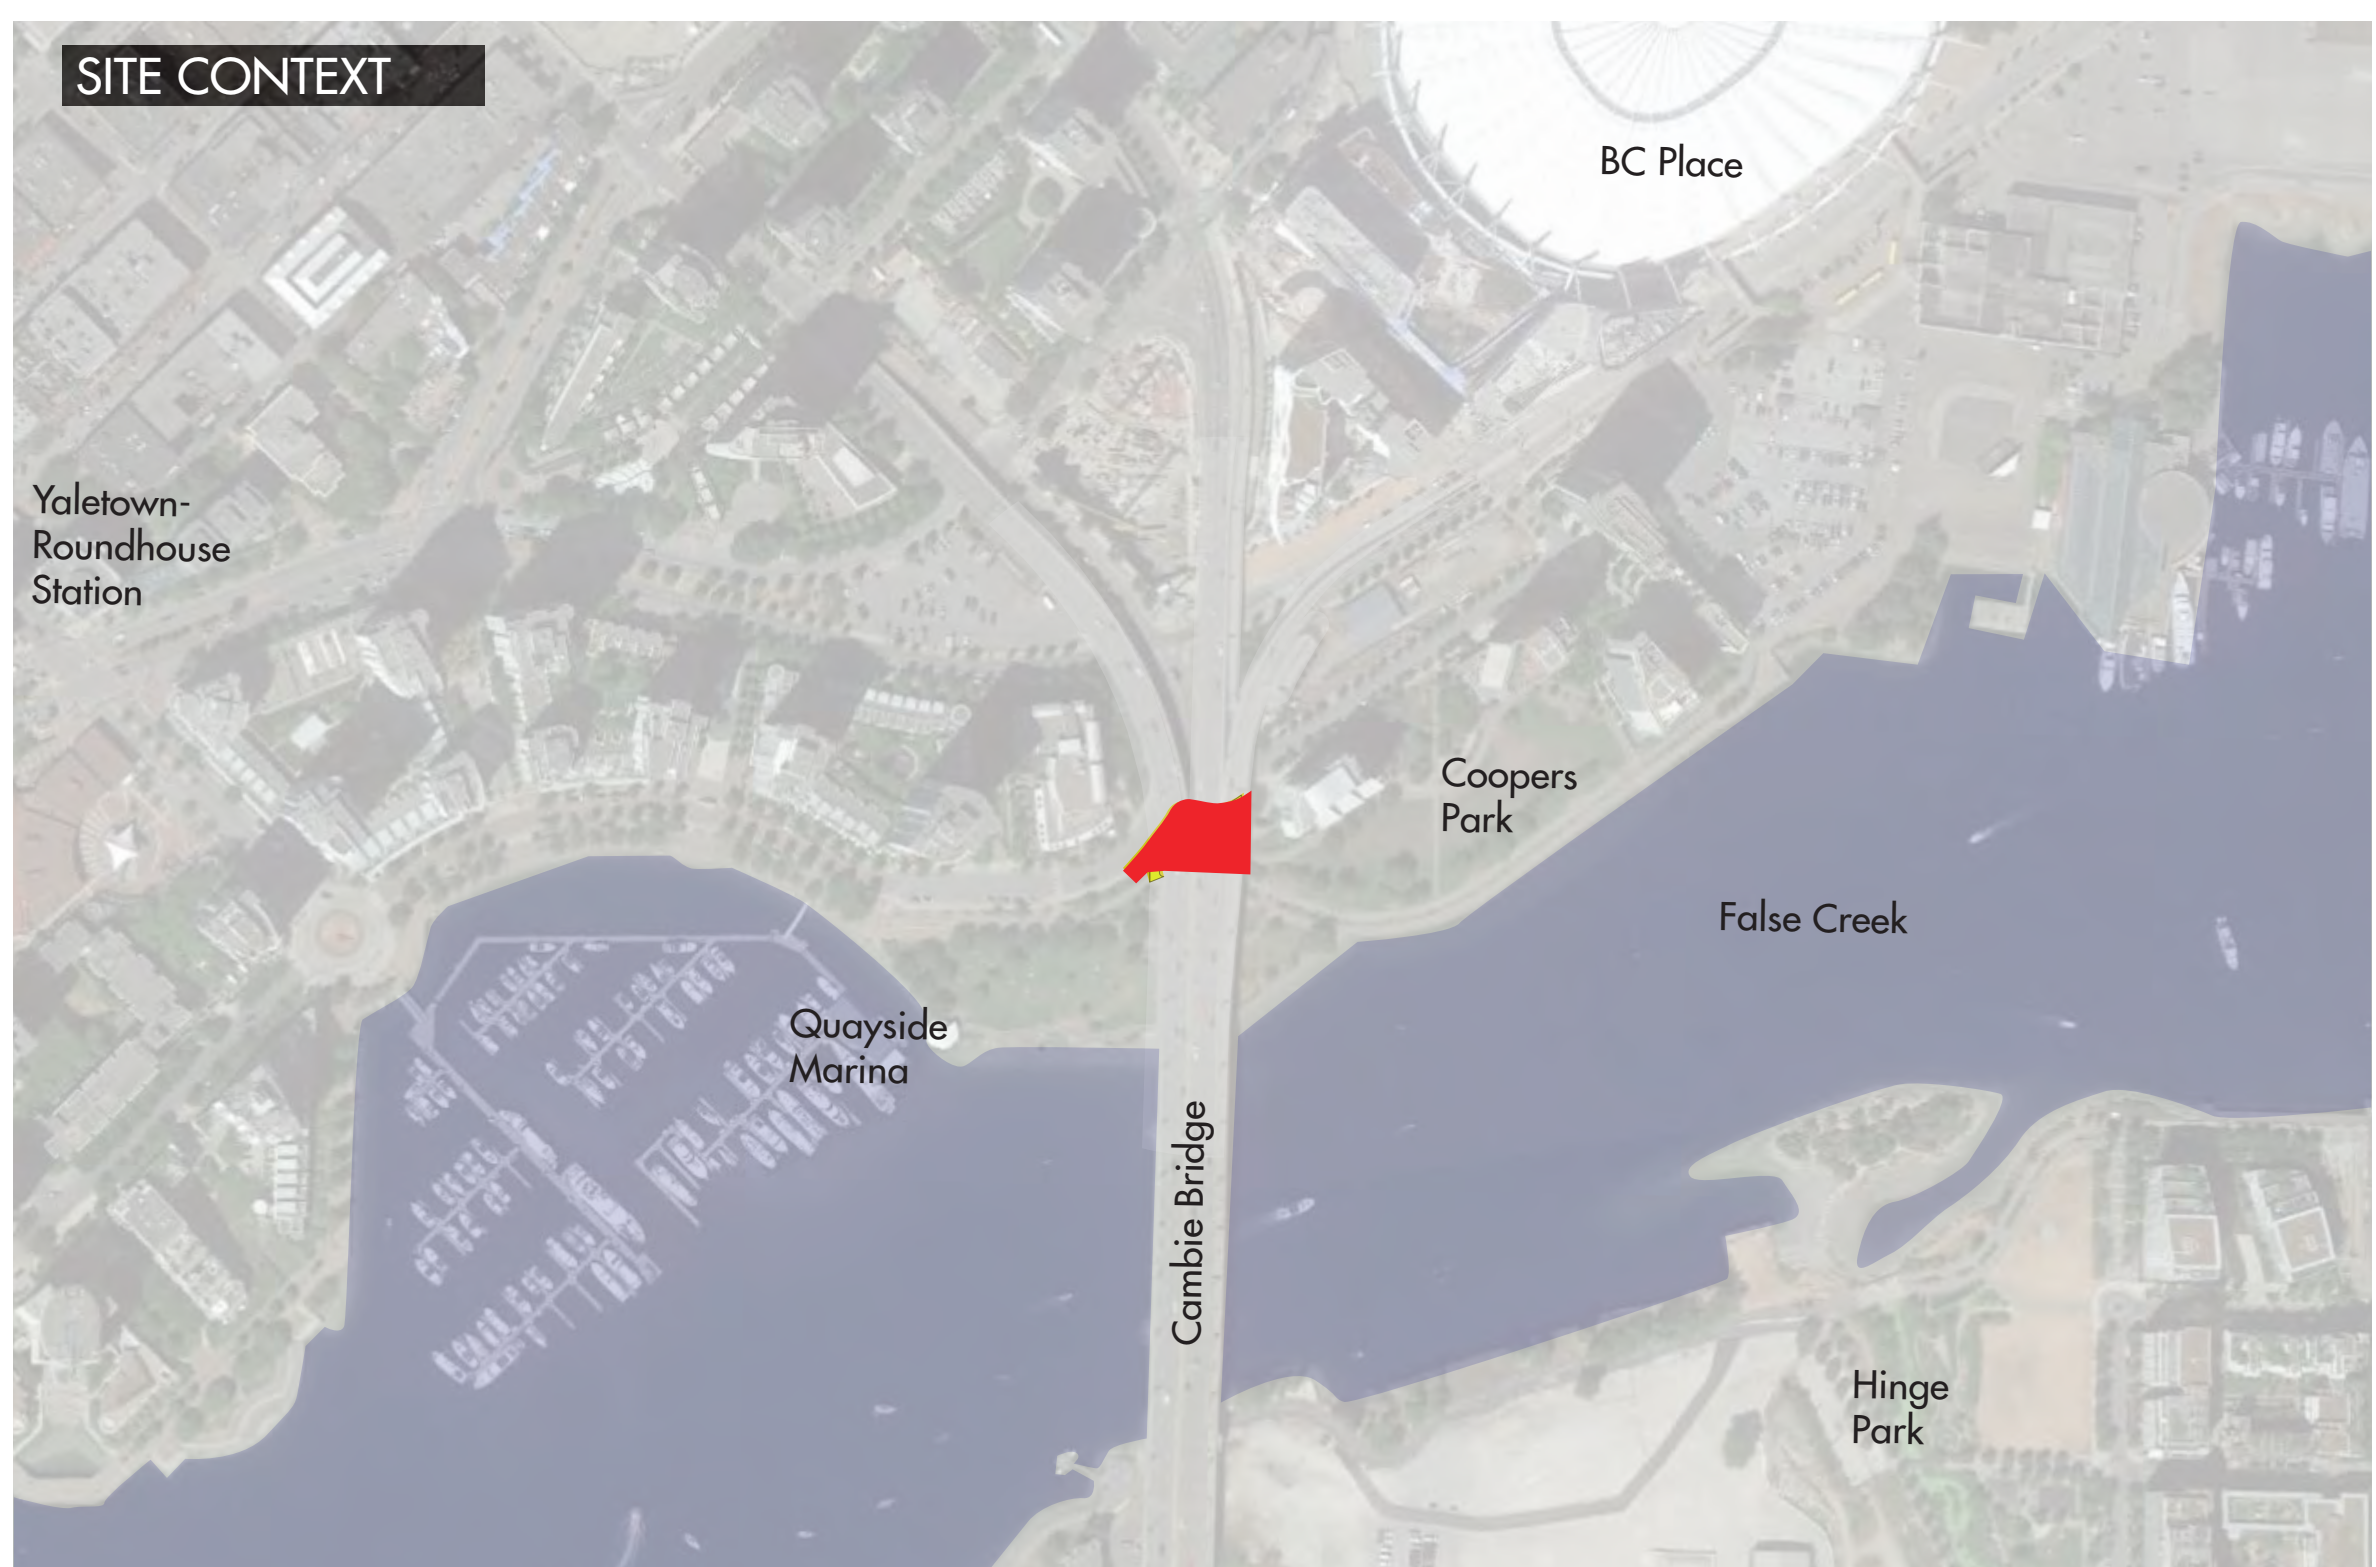 SITE CONTEXT
BC Place
Yaletown-
Roundhouse
Station
Coopers
Park
False Creek
Quayside
Marina
Cambie Bridge
Hinge
Park